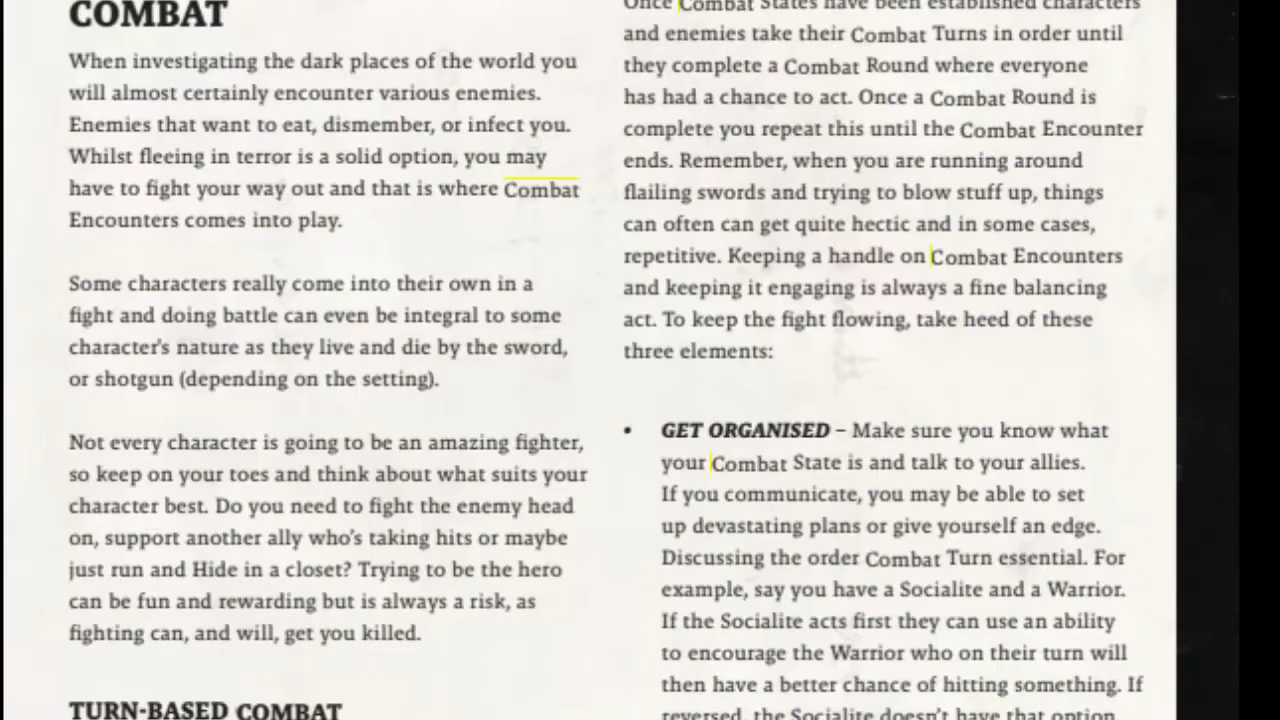 COMBAT
When investigating the dark places of the world you
will almost certainly encounter various enemies.
Enemies that want to eat, dismember, or infect you.
Whilst fleeing in terror is a solid option, you may
have to fight your way out and that is where Combat
Encounters comes into play.
Some characters really come into their own in a
fight and doing battle can even be integral to some
character's nature as they live and die by the sword,
or shotgun (depending on the setting).
Not every character is going to be an amazing fighter,
so keep on your toes and think about what suits your
character best. Do you need to fight the enemy head
on, support another ally who's taking hits or maybe
just run and Hide in a closet? Trying to be the hero
can be fun and rewarding but is always a risk, as
fighting can, and will, get you killed.
TURN-BASED COMBAT
Once Combat States have been established characters
and enemies take their Combat Turns in order until
they complete a Combat Round where everyone
has had a chance to act. Once a Combat Round is
complete you repeat this until the Combat Encounter
ends. Remember, when you are running around
flailing swords and trying to blow stuff up, things
can often can get quite hectic and in some cases,
repetitive. Keeping a handle on Combat Encounters
and keeping it engaging is always a fine balancing
act. To keep the fight flowing, take heed of these
three elements:
• GET ORGANISED – Make sure you know what
your Combat State is and talk to your allies.
If you communicate, you may be able to set
up devastating plans or give yourself an edge.
Discussing the order Combat Turn essential. For
example, say you have a Socialite and a Warrior.
If the Socialite acts first they can use an ability
to encourage the Warrior who on their turn will
then have a better chance of hitting something. If
reversed, the Socialite doesn't have that option